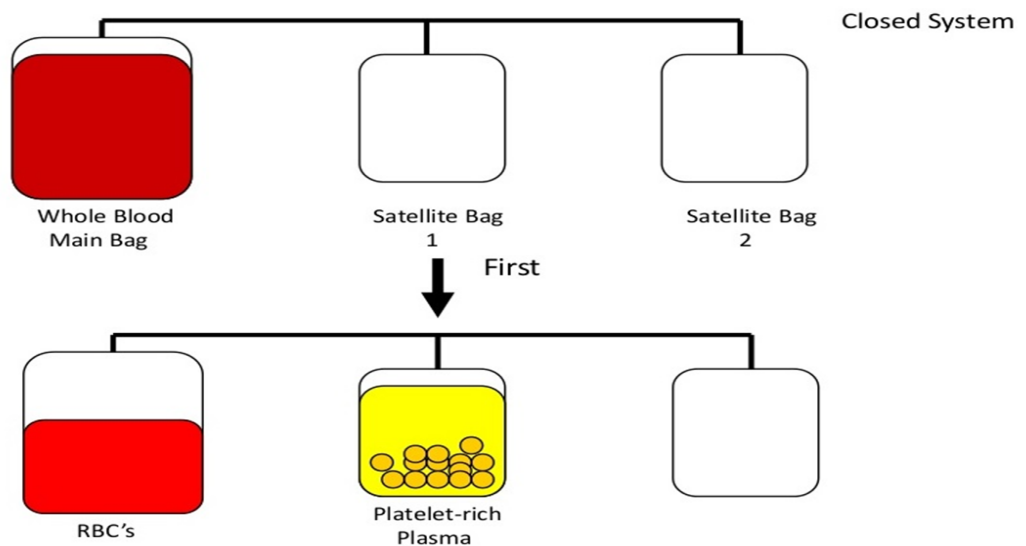 Closed System
Whole Blood
Main Bag
Satellite Bag
1
Satellite Bag
2
First
RBC’s
Platelet-rich
Plasma